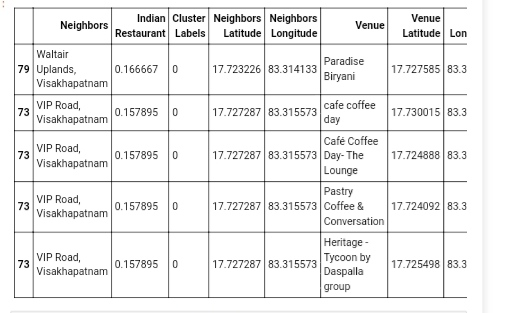 : Neighbors Indian Restaurant Cluster Labels Neighbors Latitude Neighbors Longitude Venue Venue Latitude Lon
79 Waltair Uplands, Visakhapatnam 0.166667 0 17.723226 83.314133 Paradise Biryani 17.727585 83.3
73 VIP Road, Visakhapatnam 0.157895 0 17.727287 83.315573 cafe coffee day 17.730015 83.3
73 VIP Road, Visakhapatnam 0.157895 0 17.727287 83.315573 Café Coffee Day- The Lounge 17.724888 83.3
73 VIP Road, Visakhapatnam 0.157895 0 17.727287 83.315573 Pastry Coffee & Conversation 17.724092 83.3
73 VIP Road, Visakhapatnam 0.157895 0 17.727287 83.315573 Heritage - Tycoon by Daspalla group 17.725498 83.3